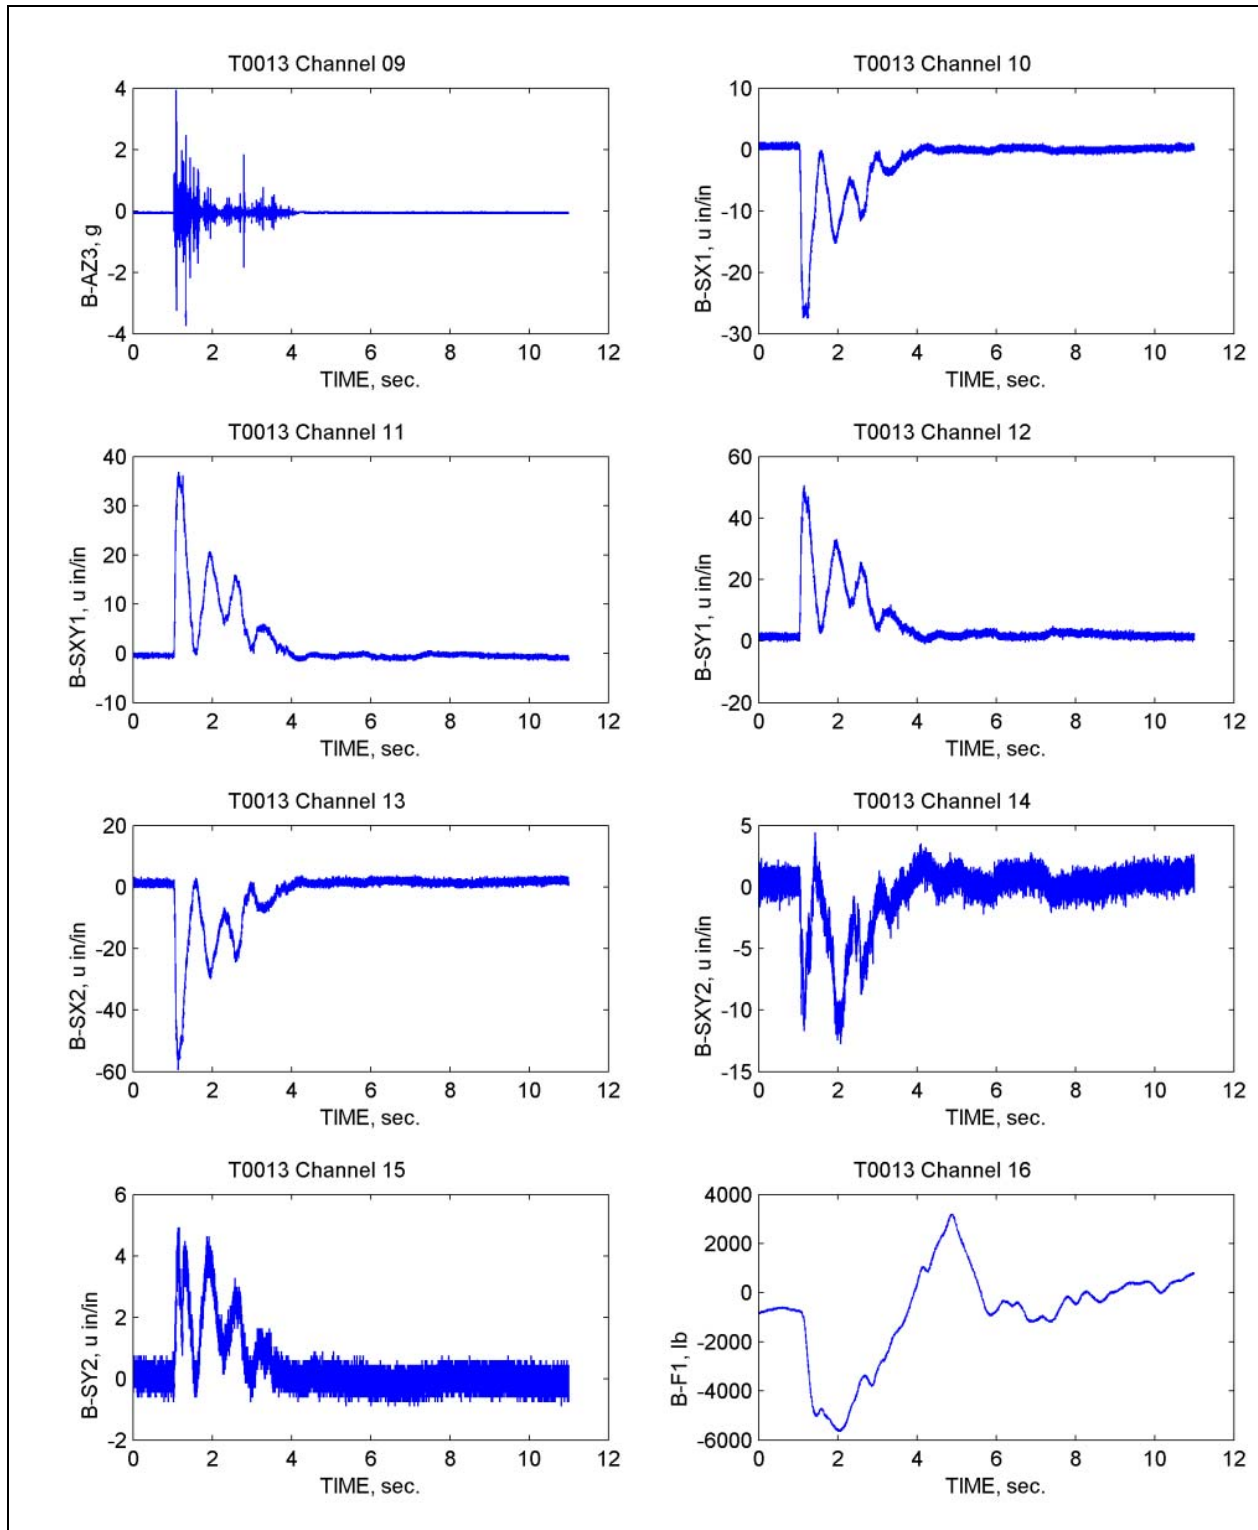 T0013 Channel 09
4
2
0
-2
-4
B-AZ3, g
0 2 4 6 8 10 12
TIME, sec.
T0013 Channel 10
10
0
-10
-20
-30
B-SX1, u in/in
0 2 4 6 8 10 12
TIME, sec.
T0013 Channel 11
40
30
20
10
0
-10
B-SXY1, u in/in
0 2 4 6 8 10 12
TIME, sec.
T0013 Channel 12
60
40
20
0
-20
B-SY1, u in/in
0 2 4 6 8 10 12
TIME, sec.
T0013 Channel 13
20
0
-20
-40
-60
B-SX2, u in/in
0 2 4 6 8 10 12
TIME, sec.
T0013 Channel 14
5
0
-5
-10
-15
B-SXY2, u in/in
0 2 4 6 8 10 12
TIME, sec.
T0013 Channel 15
6
4
2
0
-2
B-SY2, u in/in
0 2 4 6 8 10 12
TIME, sec.
T0013 Channel 16
4000
2000
0
-2000
-4000
-6000
B-F1, lb
0 2 4 6 8 10 12
TIME, sec.